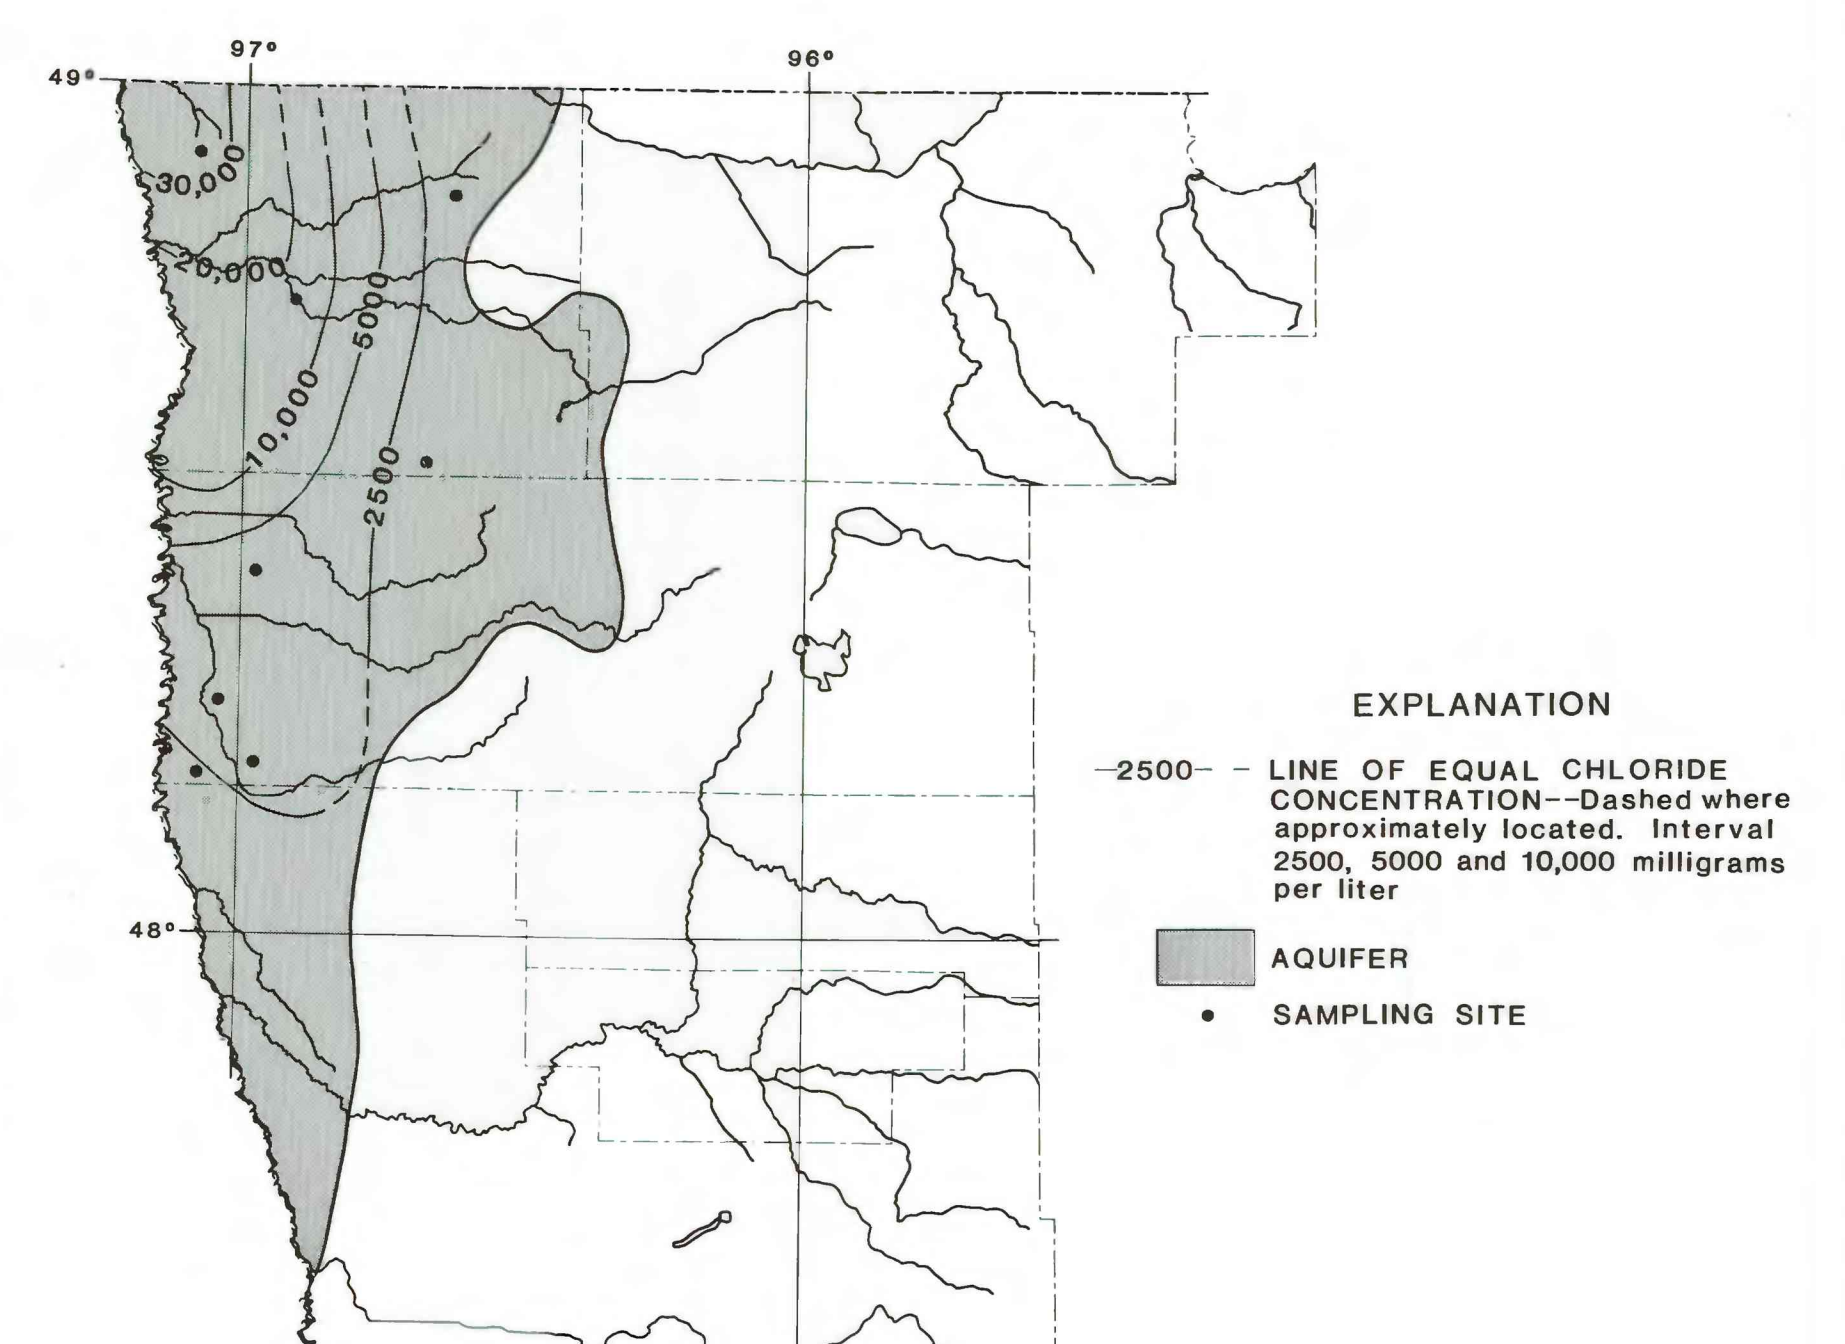 97°
96°
49°
30,000
20,000
5000
10,000
2500
48°
EXPLANATION
—2500— — LINE OF EQUAL CHLORIDE
CONCENTRATION--Dashed where
approximately located. Interval
2500, 5000 and 10,000 milligrams
per liter
AQUIFER
SAMPLING SITE